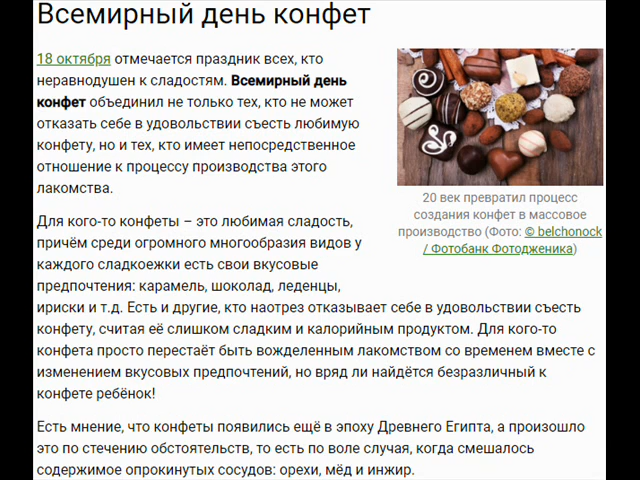 Всемирный день конфет
18 октября отмечается праздник всех, кто
неравнодушен к сладостям. Всемирный день
конфет объединил не только тех, кто не может
отказать себе в удовольствии съесть любимую
конфету, но и тех, кто имеет непосредственное
отношение к процессу производства этого
лакомства.
20 век превратил процесс
создания конфет в массовое
производство (Фото: © belchonock
/ Фотобанк Фотодженика)
Для кого-то конфеты – это любимая сладость,
причём среди огромного многообразия видов у
каждого сладкоежки есть свои вкусовые
предпочтения: карамель, шоколад, леденцы,
ириски и т.д. Есть и другие, кто наотрез отказывает себе в удовольствии съесть
конфету, считая её слишком сладким и калорийным продуктом. Для кого-то
конфета просто перестаёт быть вожделенным лакомством со временем вместе с
изменением вкусовых предпочтений, но вряд ли найдётся безразличный к
конфете ребёнок!
Есть мнение, что конфеты появились ещё в эпоху Древнего Египта, а произошло
это по стечению обстоятельств, то есть по воле случая, когда смешалось
содержимое опрокинутых сосудов: орехи, мёд и инжир.